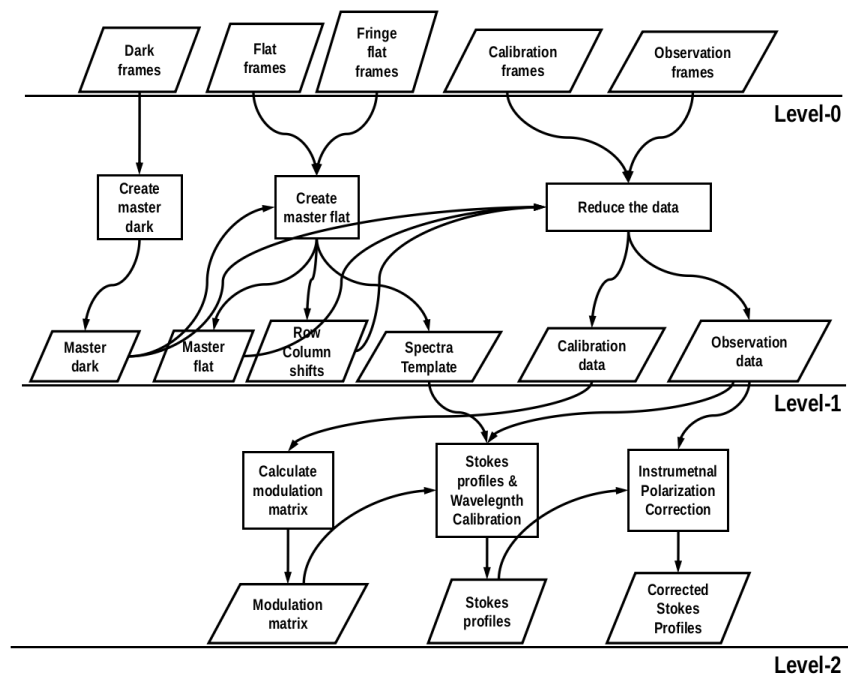 Dark
frames
Flat
frames
Fringe
flat
frames
Calibration
frames
Observation
frames
Level-0
Create
master
dark
Create
master flat
Reduce the data
Master
dark
Master
flat
Row
Column
shifts
Spectra
Template
Calibration
data
Observation
data
Level-1
Calculate
modulation
matrix
Stokes
profiles &
Wavelegnth
Calibration
Instrumetnal
Polarization
Correction
Modulation
matrix
Stokes
profiles
Corrected
Stokes
Profiles
Level-2